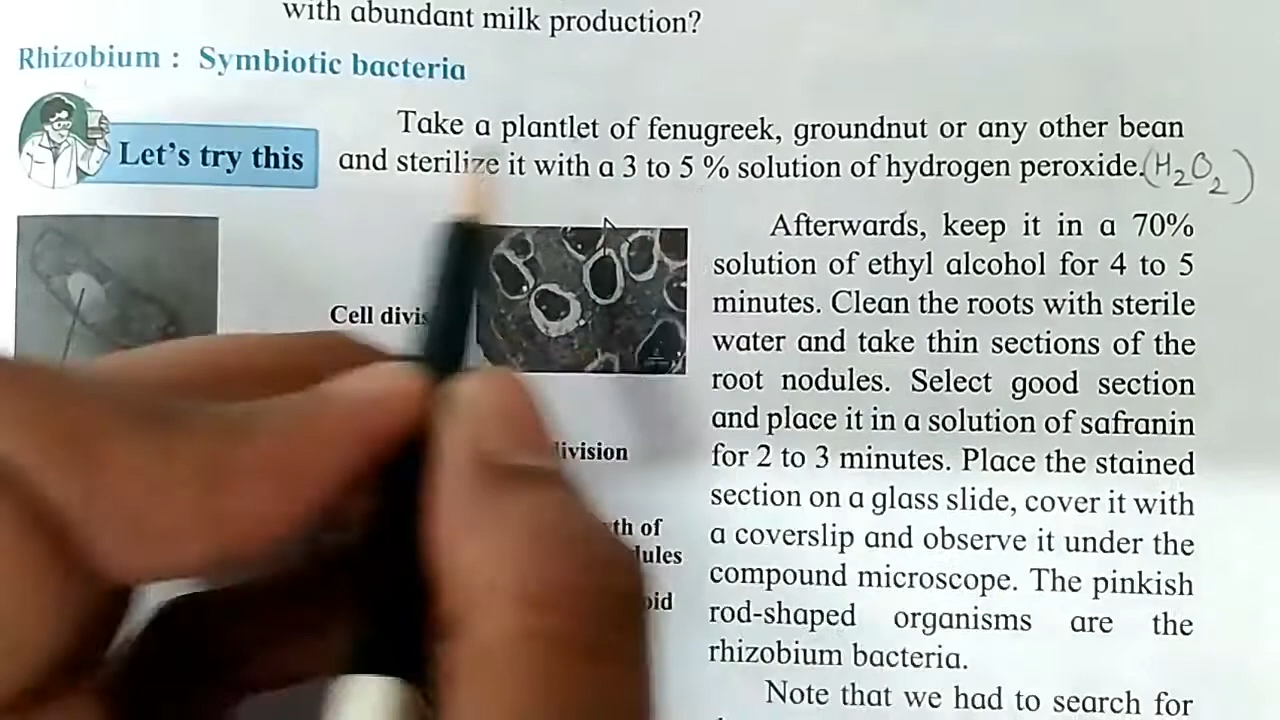 with abundant milk production?
Rhizobium : Symbiotic bacteria
Let's try this
Take a plantlet of fenugreek, groundnut or any other bean
and sterilize it with a 3 to 5 % solution of hydrogen peroxide.(H₂O₂)
Afterwards, keep it in a 70%
solution of ethyl alcohol for 4 to 5
minutes. Clean the roots with sterile
water and take thin sections of the
root nodules. Select good section
and place it in a solution of safranin
for 2 to 3 minutes. Place the stained
section on a glass slide, cover it with
a coverslip and observe it under the
compound microscope. The pinkish
rod-shaped organisms are the
rhizobium bacteria.
Note that we had to search for
Cell divis
ivision
th of
lules
oid